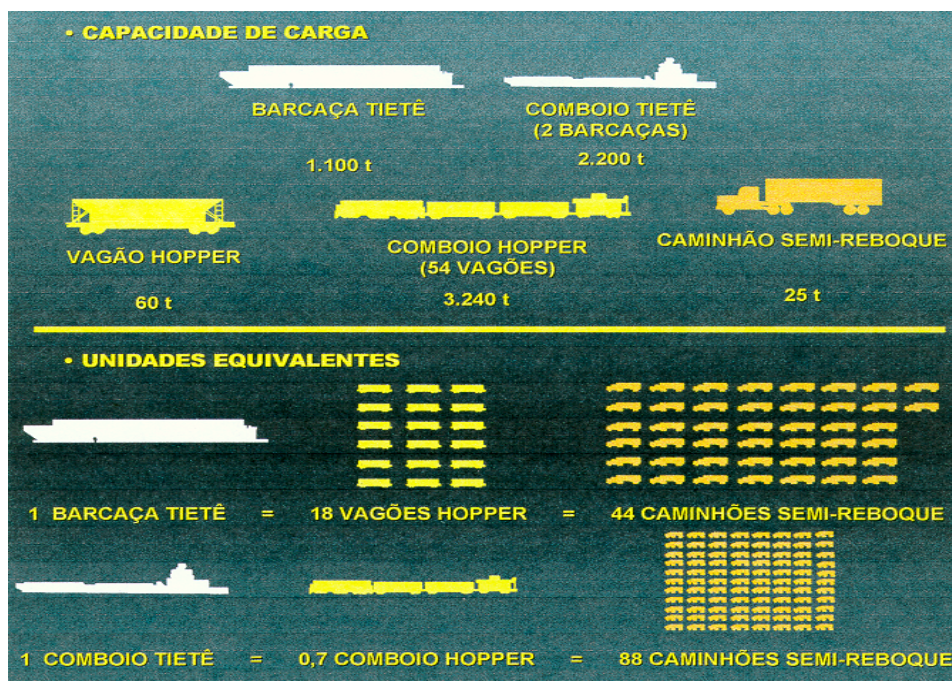 • CAPACIDADE DE CARGA
BARCAÇA TIETÊ
COMBOIO TIETÊ
(2 BARCAÇAS)
1.100 t
2.200 t
VAGÃO HOPPER
COMBOIO HOPPER
(54 VAGÕES)
CAMINHÃO SEMI-REBOQUE
60 t
3.240 t
25 t
• UNIDADES EQUIVALENTES
1 BARCAÇA TIETÊ = 18 VAGÕES HOPPER = 44 CAMINHÕES SEMI-REBOQUE
1 COMBOIO TIETÊ = 0,7 COMBOIO HOPPER = 88 CAMINHÕES SEMI-REBOQUE